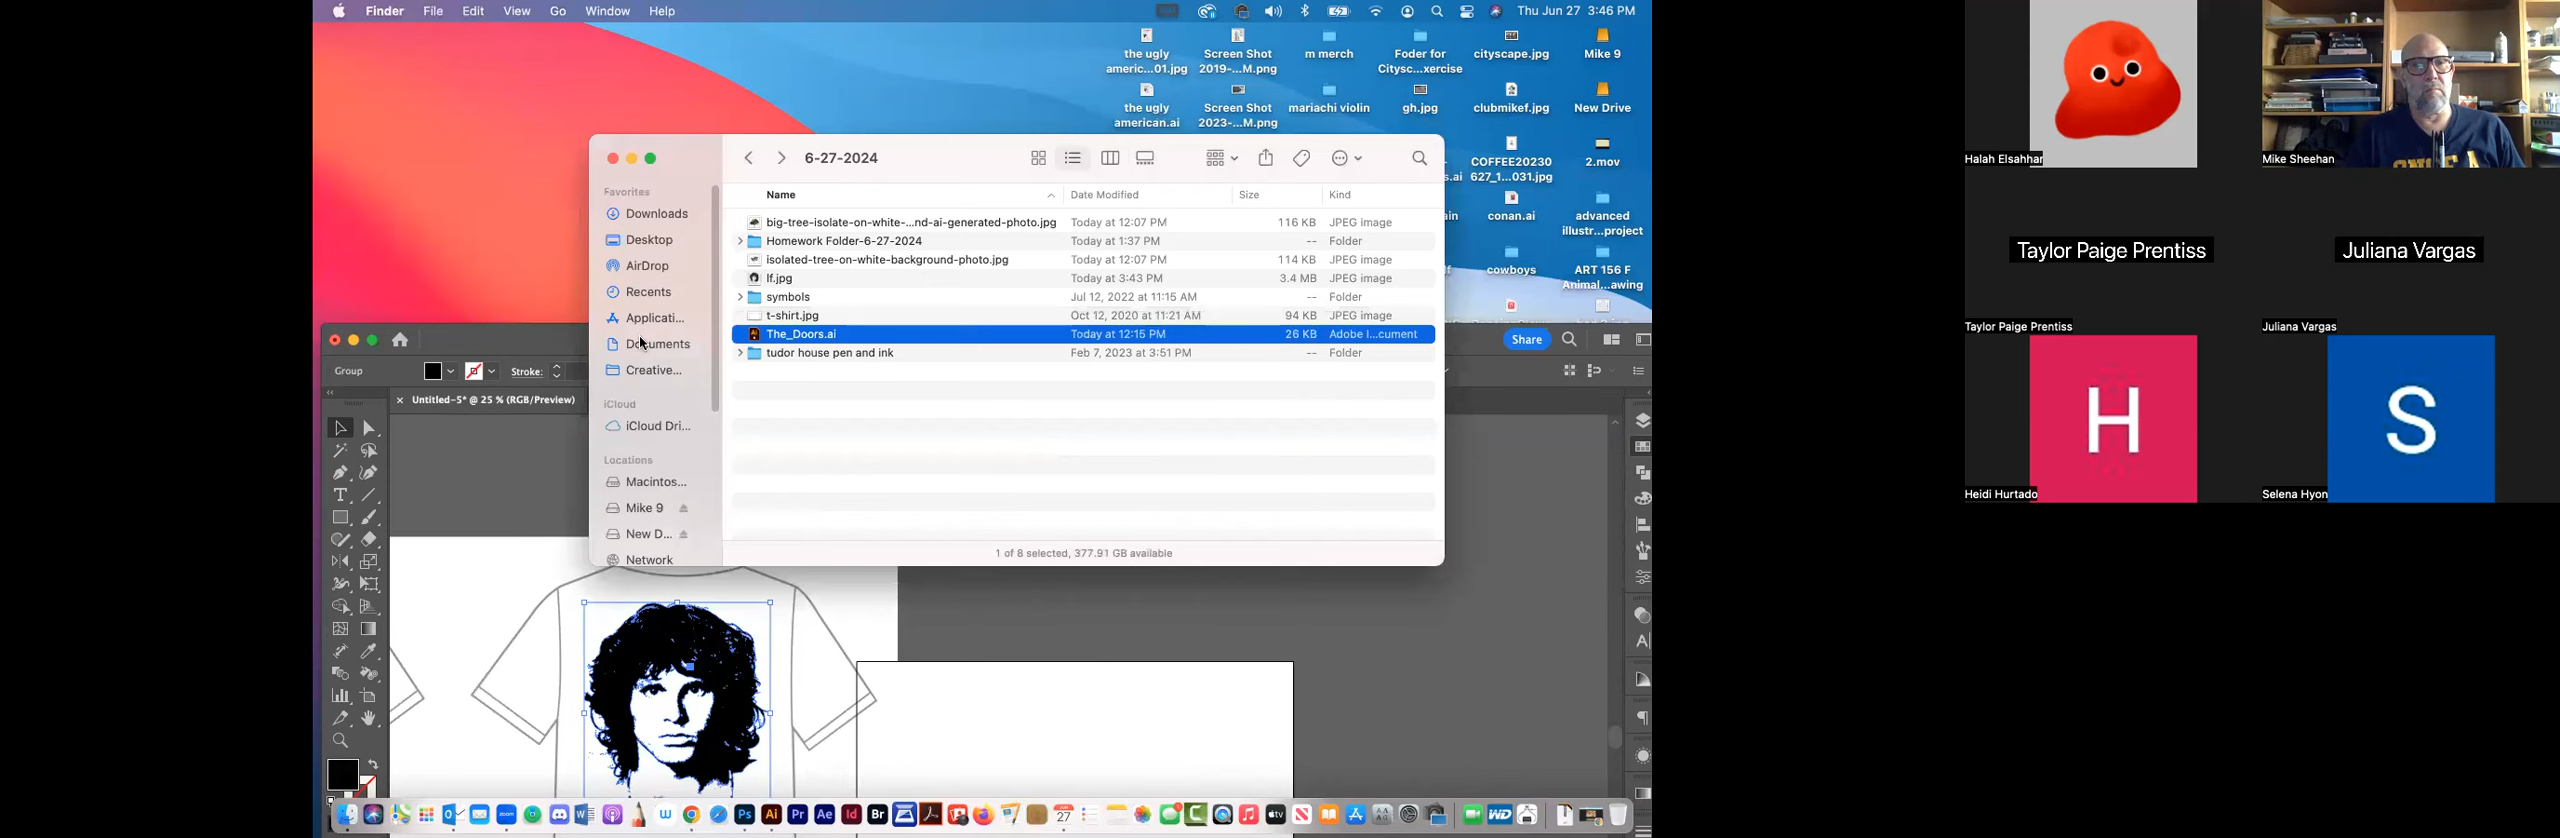 Finder File Edit View Go Window Help
Thu Jun 27 3:46 PM
the ugly americ...01.jpg
Screen Shot 2019-...M.png
m merch
Foder for Citysc...xercise
cityscape.jpg
Mike 9
the ugly american.ai
Screen Shot 2023-...M.png
mariachi violin
gh.jpg
clubmikef.jpg
New Drive
COFFEE20230 627_1...031.jpg
2.mov
conan.ai
advanced illustr...project
cowboys
ART 156 F Animal...awing
6-27-2024
Favorites
Downloads
Desktop
AirDrop
Recents
Applicati...
Documents
Creative...
iCloud
iCloud Dri...
Locations
Macintos...
Mike 9
New D...
Network
Name Date Modified Size Kind
big-tree-isolate-on-white-...nd-ai-generated-photo.jpg Today at 12:07 PM 116 KB JPEG image
Homework Folder-6-27-2024 Today at 1:37 PM -- Folder
isolated-tree-on-white-background-photo.jpg Today at 12:07 PM 114 KB JPEG image
lf.jpg Today at 3:43 PM 3.4 MB JPEG image
symbols Jul 12, 2022 at 11:15 AM -- Folder
t-shirt.jpg Oct 12, 2020 at 11:21 AM 94 KB JPEG image
The_Doors.ai Today at 12:15 PM 26 KB Adobe I...cument
tudor house pen and ink Feb 7, 2023 at 3:51 PM -- Folder
1 of 8 selected, 377.91 GB available
Share
Group
Stroke:
Untitled-5* @ 25 % (RGB/Preview)
Halah Elsahhar
Mike Sheehan
Taylor Paige Prentiss
Juliana Vargas
Taylor Paige Prentiss
Juliana Vargas
H
S
Heidi Hurtado
Selena Hyon